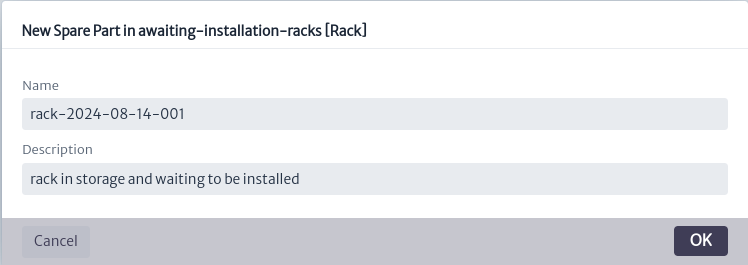 New Spare Part in awaiting-installation-racks [Rack]
Name
rack-2024-08-14-001
Description
rack in storage and waiting to be installed
Cancel
OK